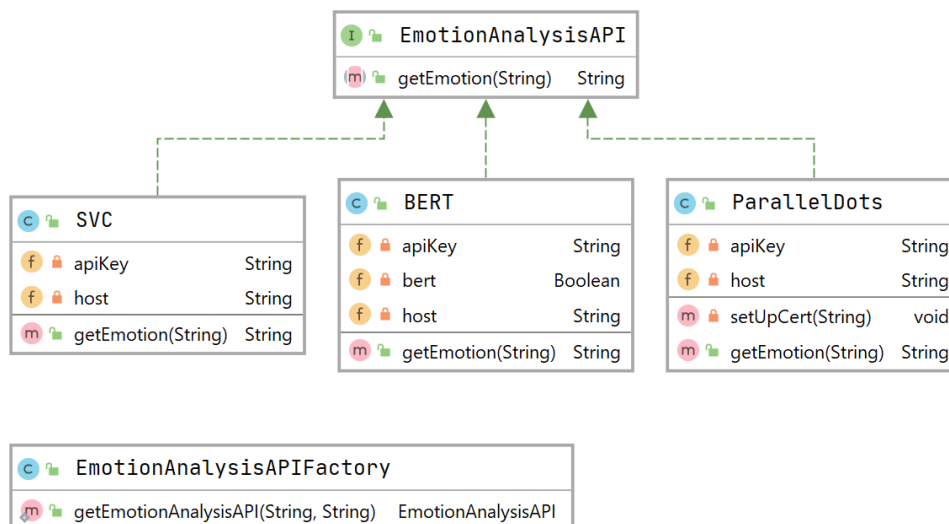 I EmotionAnalysisAPI
m getEmotion(String) String
C SVC
f apiKey String
f host String
m getEmotion(String) String
C BERT
f apiKey String
f bert Boolean
f host String
m getEmotion(String) String
C ParallelDots
f apiKey String
f host String
m setUpCert(String) void
m getEmotion(String) String
C EmotionAnalysisAPIFactory
m getEmotionAnalysisAPI(String, String) EmotionAnalysisAPI